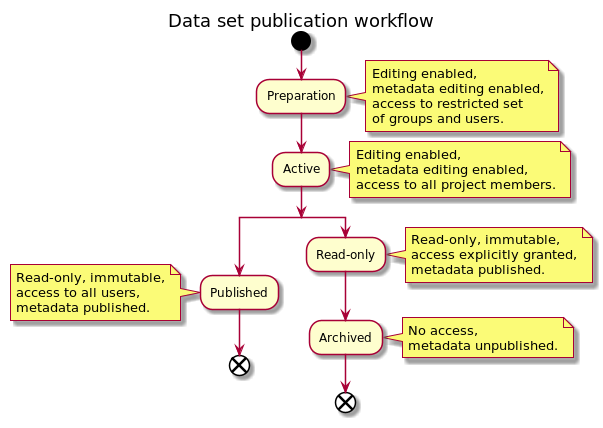 Data set publication workflow
Preparation
Editing enabled,
metadata editing enabled,
access to restricted set
of groups and users.
Active
Editing enabled,
metadata editing enabled,
access to all project members.
Read-only
Read-only, immutable,
access explicitly granted,
metadata published.
Read-only, immutable,
access to all users,
metadata published.
Published
Archived
No access,
metadata unpublished.